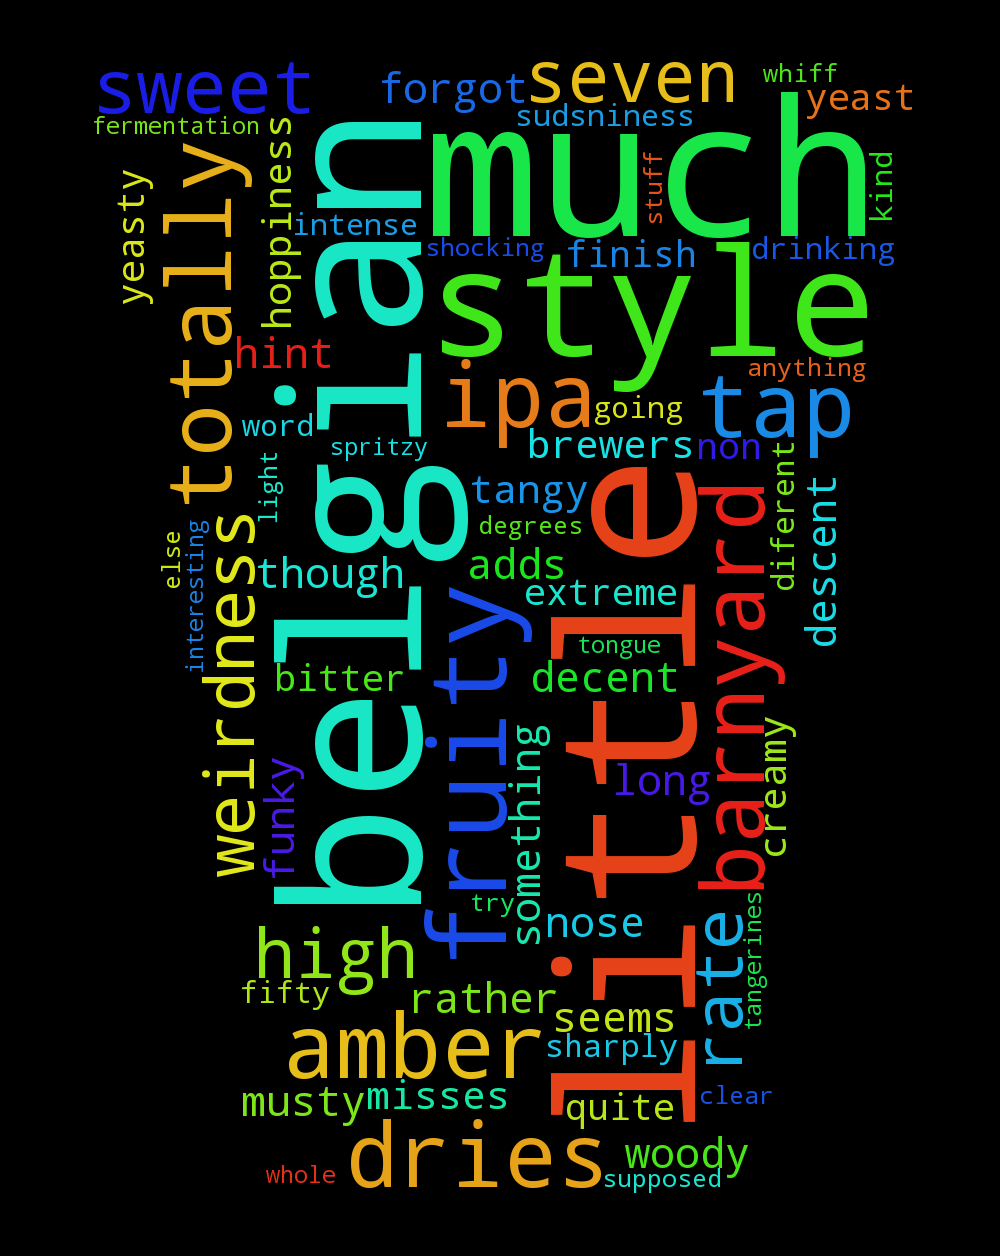 sweet
forgot
seven
whiff
yeast
fermentation
sudsniness
much
belgian
totally
yeasty
hoppiness
intense
stuff
kind
shocking
finish
drinking
style
hint
ipa
anything
tap
going
word
spritzy
brewers
non
light
tangy
little
different
descent
barnyard
degrees
else
interesting
weirdness
though
adds
extreme
fruity
tongue
bitter
decent
creamy
something
funky
long
try
nose
tangerines
rate
high
fifty
rather
seems
amber
sharply
musty
misses
quite
clear
dries
woody
whole
supposed